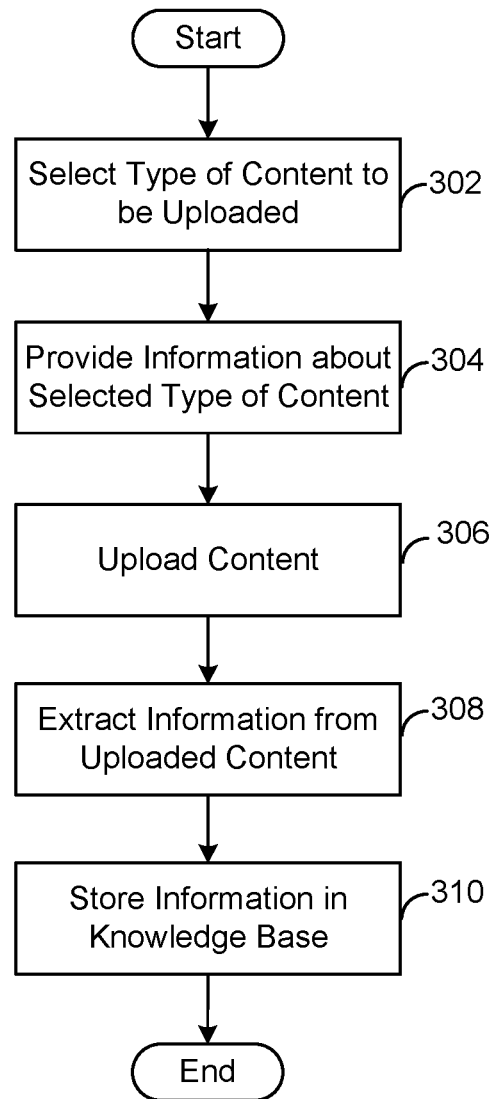 Start
Select Type of Content to
be Uploaded
302
Provide Information about
Selected Type of Content
304
Upload Content
306
Extract Information from
Uploaded Content
308
Store Information in
Knowledge Base
310
End